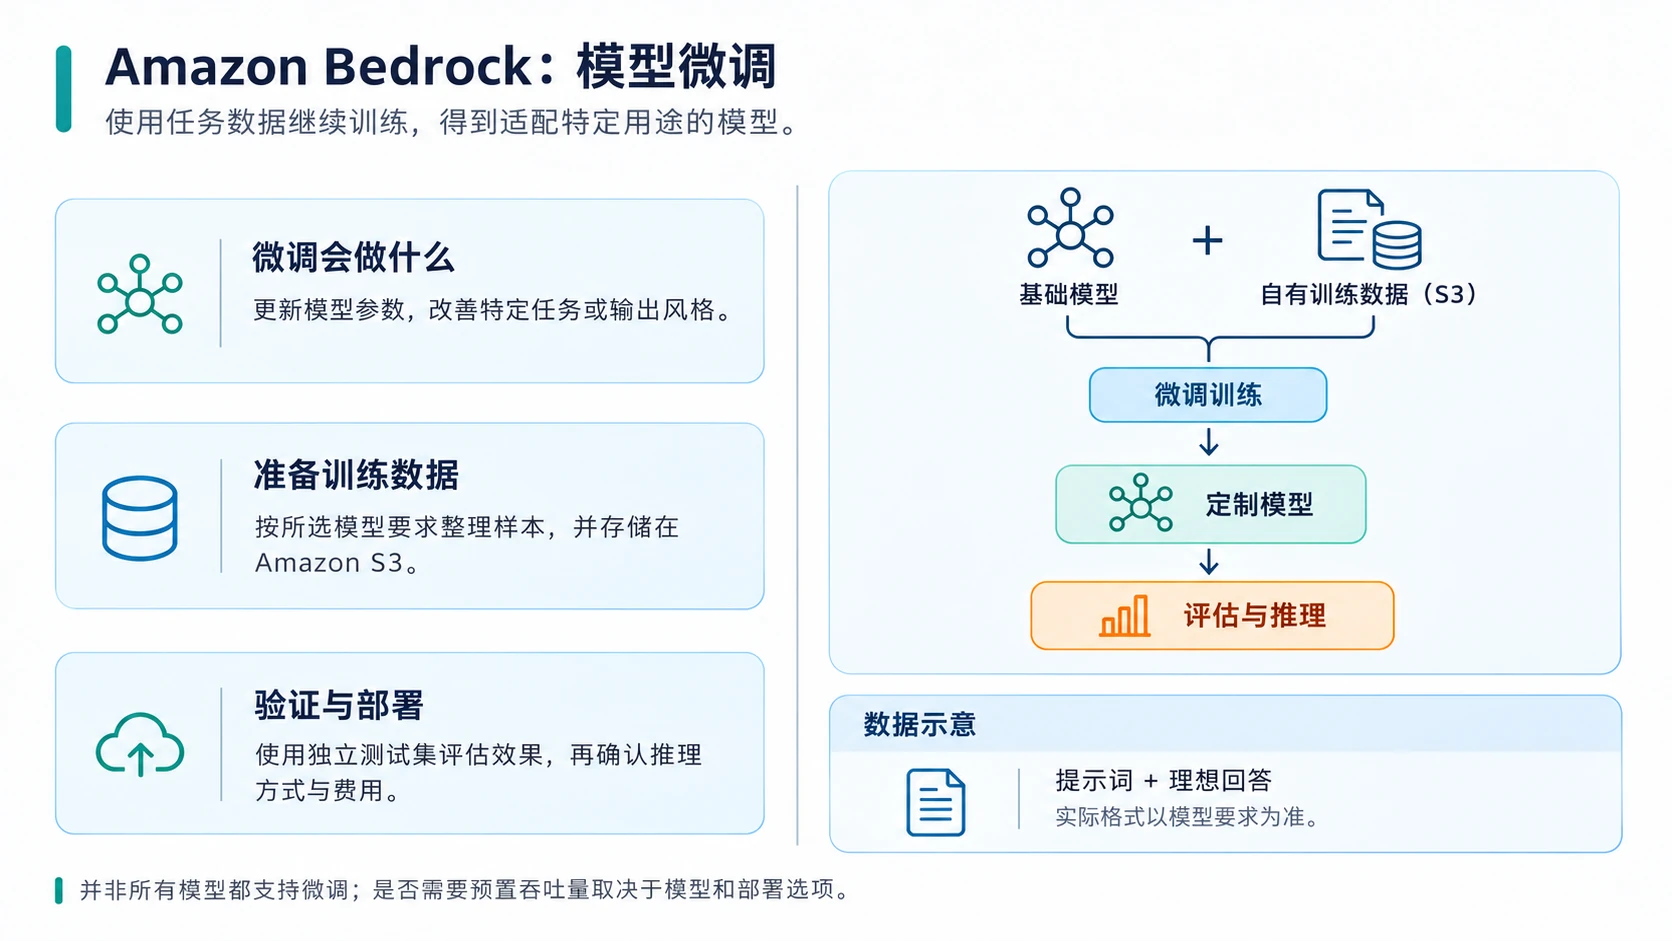 Amazon Bedrock：模型微调
使用任务数据继续训练，得到适配特定用途的模型。
微调会做什么
更新模型参数，改善特定任务或输出风格。
准备训练数据
按所选模型要求整理样本，并存储在
Amazon S3。
验证与部署
使用独立测试集评估效果，再确认推理
方式与费用。
基础模型
+
自有训练数据（S3）
微调训练
定制模型
评估与推理
数据示意
提示词 + 理想回答
实际格式以模型要求为准。
并非所有模型都支持微调；是否需要预置吞吐量取决于模型和部署选项。